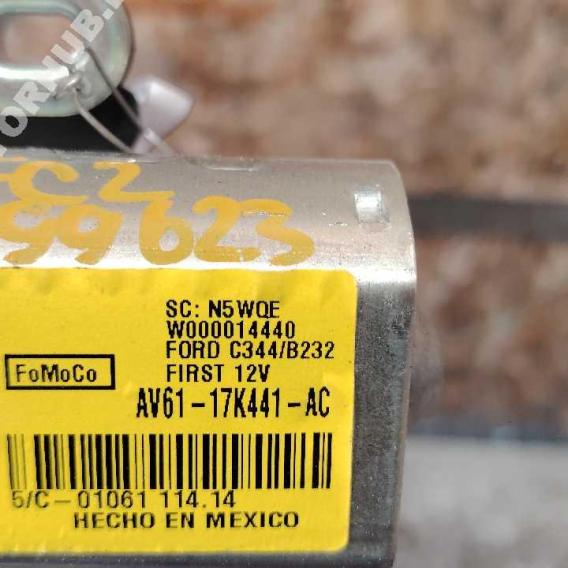 99623
SC: N5WQE
W000014440
FORD C344/B232
FoMoCo
FIRST 12V
AV61-17K441-AC
5/C-01061 114.14
HECHO EN MEXICO